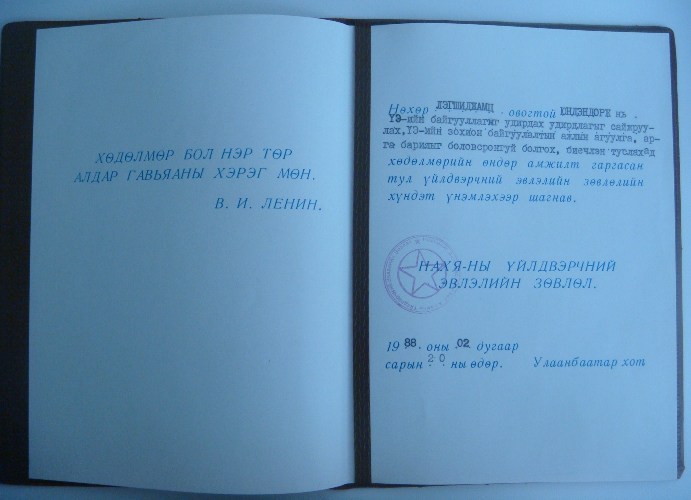 ХӨДӨЛМӨР БОЛ НЭР ТӨР
АЛДАР ГАВЬЯАНЫ ХЭРЭГ МӨН.
В. И. ЛЕНИН.
Нөхөр ЛЭГШИДЖАМЦ овогтой ЮНДЭНДОРЖ нь
ҮЭ-ийн байгууллагыг удирдах удирдлагыг сайжруу-
лах, ҮЭ-ийн зохион байгуулалтын ажлын агуулга, ар-
га барилыг боловсронгуй болгох, биечлэн туслахад
хөдөлмөрийн өндөр амжилт гаргасан
тул үйлдвэрчний эвлэлийн зөвлөлийн
хүндэт үнэмлэхээр шагнав.
НАХЯ-НЫ ҮЙЛДВЭРЧНИЙ
ЭВЛЭЛИЙН ЗӨВЛӨЛ.
1988. оны .02 дугаар
сарын 20 ны өдөр. Улаанбаатар хот